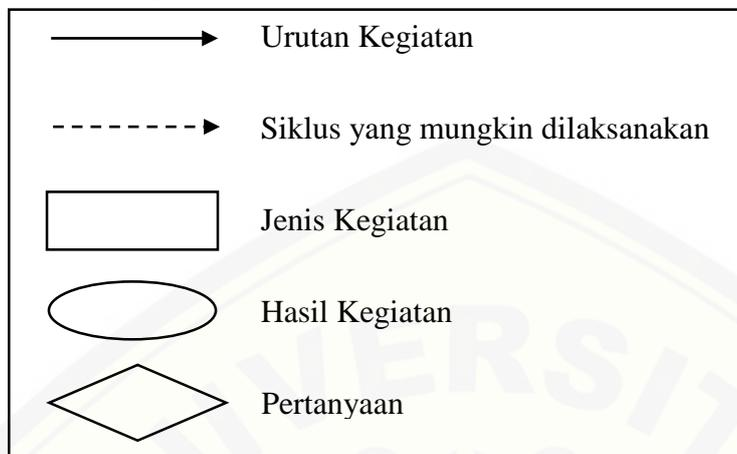 Urutan Kegiatan
Siklus yang mungkin dilaksanakan
Jenis Kegiatan
Hasil Kegiatan
Pertanyaan